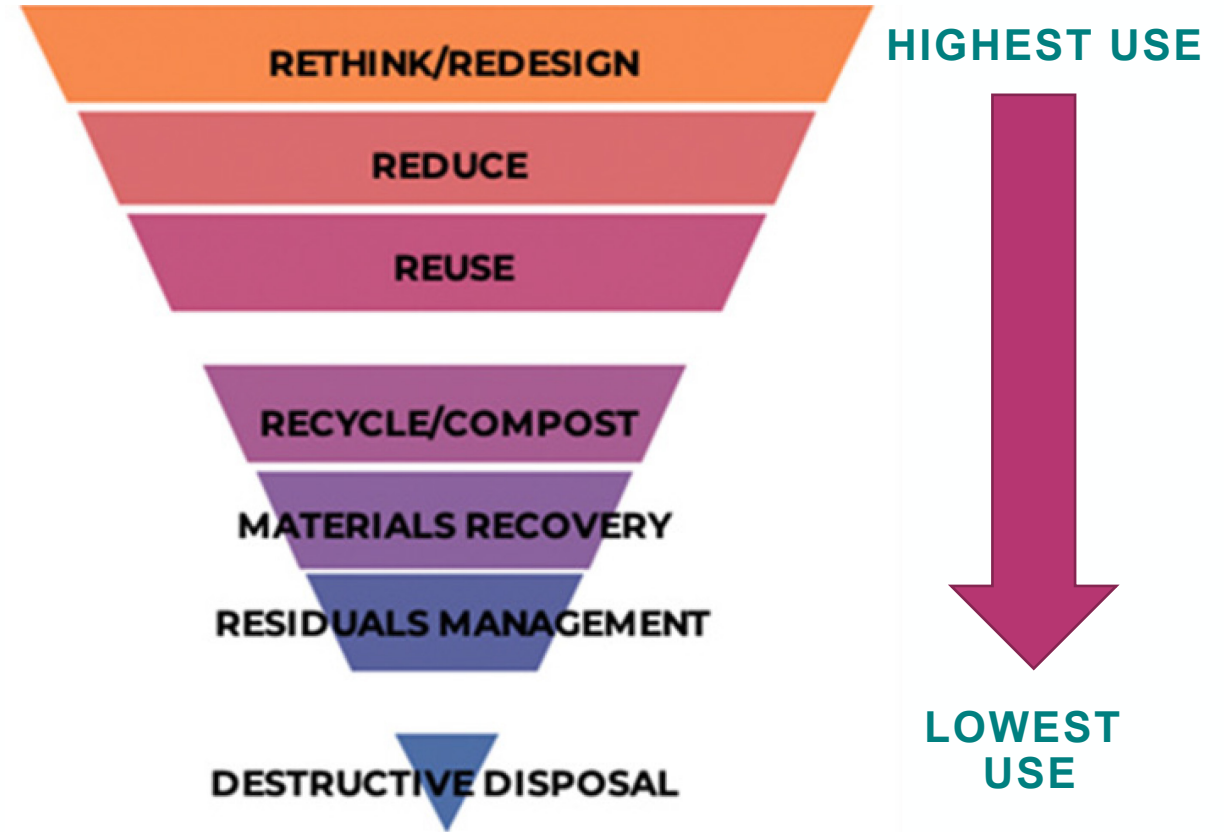 RETHINK/REDESIGN
HIGHEST USE
REDUCE
REUSE
RECYCLE/COMPOST
MATERIALS RECOVERY
RESIDUALS MANAGEMENT
LOWEST
USE
DESTRUCTIVE DISPOSAL